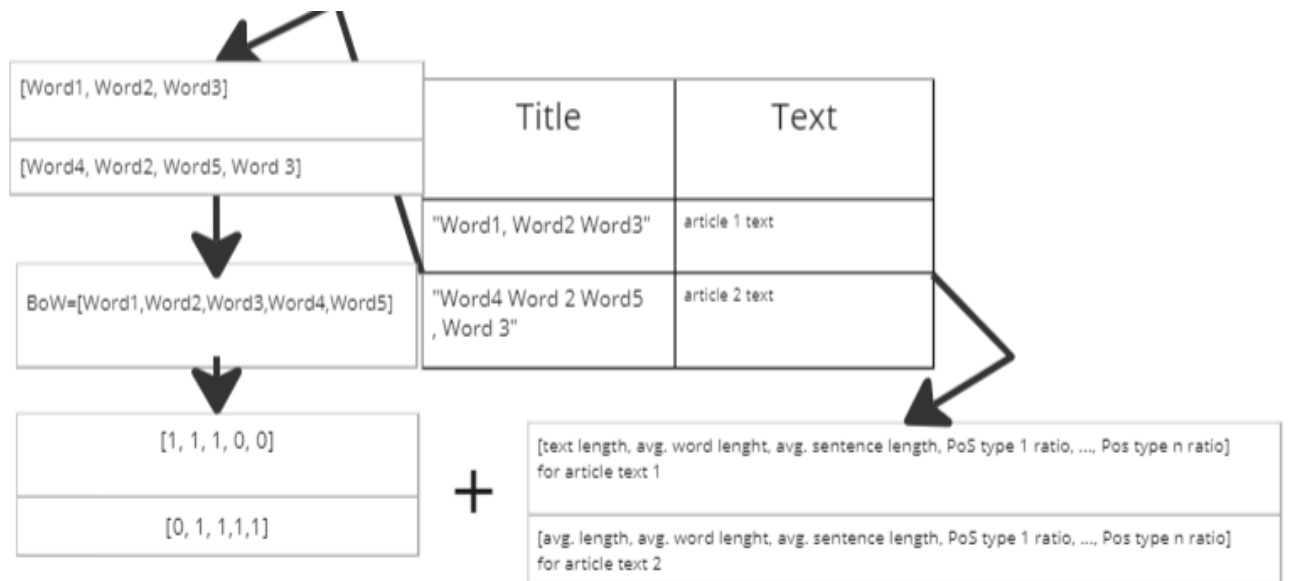 [Word1, Word2, Word3]
[Word4, Word2, Word5, Word 3]
BoW=[Word1,Word2,Word3,Word4,Word5]
[1, 1, 1, 0, 0]
[0, 1, 1,1,1]
Title
Text
"Word1, Word2 Word3"
article 1 text
"Word4 Word 2 Word5
, Word 3"
article 2 text
+
[text length, avg. word lenght, avg. sentence length, PoS type 1 ratio, ..., Pos type n ratio]
for article text 1
[avg. length, avg. word lenght, avg. sentence length, PoS type 1 ratio, ..., Pos type n ratio]
for article text 2